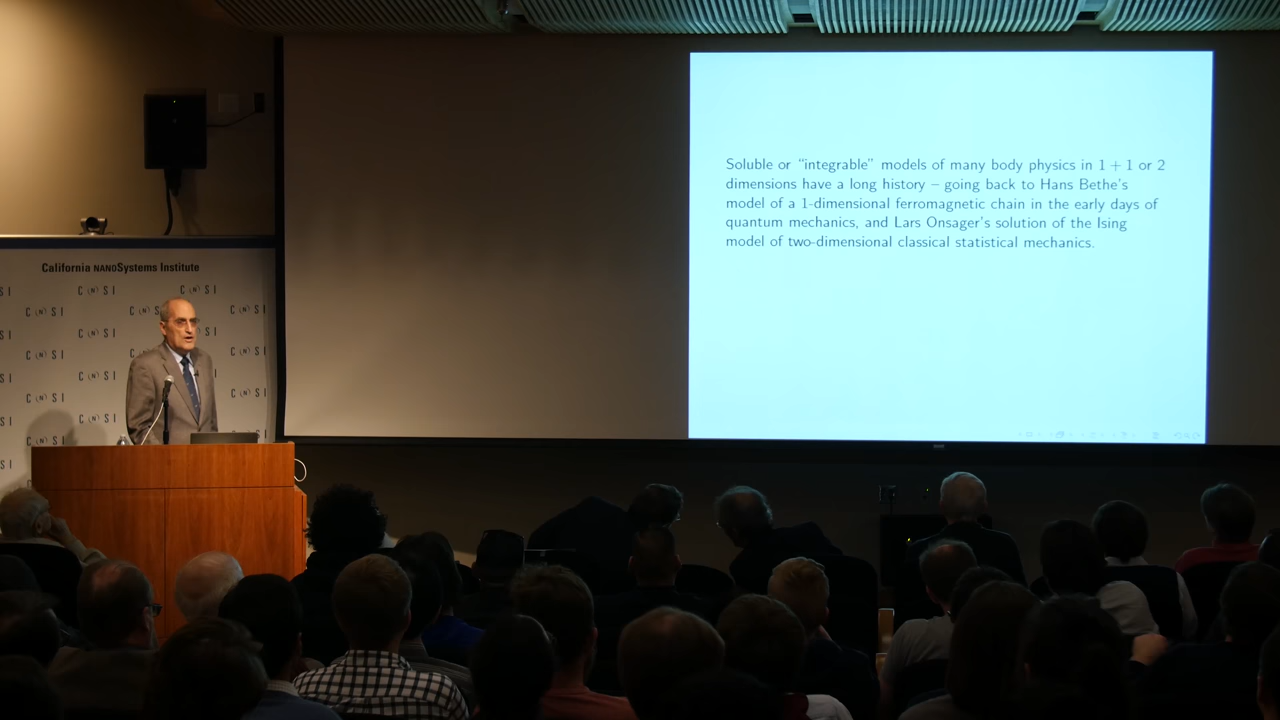 Soluble or “integrable” models of many body physics in 1 + 1 or 2
dimensions have a long history – going back to Hans Bethe's
model of a 1-dimensional ferromagnetic chain in the early days of
quantum mechanics, and Lars Onsager's solution of the Ising
model of two-dimensional classical statistical mechanics.
California NANOSystems Institute
C (N) S I C (N) S I
C (N) S I C (N) S C (N) S I
C (N) S I S I
C (N) S I C C (N) S I
C (N) S I
C (N) S I C (N) S I
C (N) S I
C (N) S I